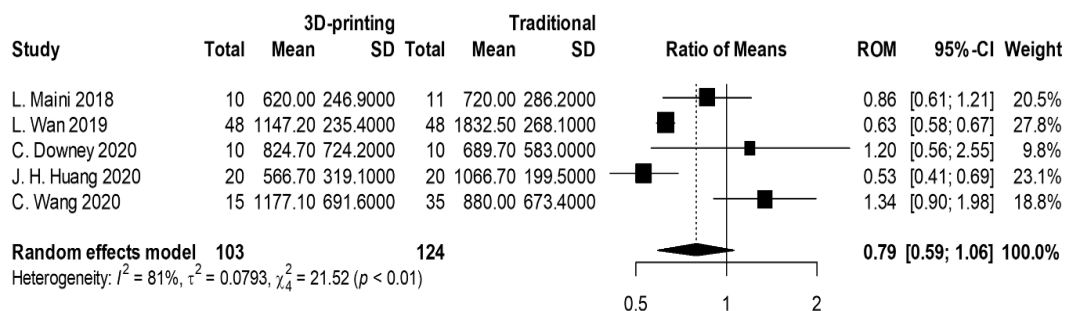 3D-printing Traditional
Study Total Mean SD Total Mean SD Ratio of Means ROM 95%-CI Weight
L. Maini 2018 10 620.00 246.9000 11 720.00 286.2000 0.86 [0.61; 1.21] 20.5%
L. Wan 2019 48 1147.20 235.4000 48 1832.50 268.1000 0.63 [0.58; 0.67] 27.8%
C. Downey 2020 10 824.70 724.2000 10 689.70 583.0000 1.20 [0.56; 2.55] 9.8%
J. H. Huang 2020 20 566.70 319.1000 20 1066.70 199.5000 0.53 [0.41; 0.69] 23.1%
C. Wang 2020 15 1177.10 691.6000 35 880.00 673.4000 1.34 [0.90; 1.98] 18.8%
Random effects model 103 124 0.79 [0.59; 1.06] 100.0%
Heterogeneity: I² = 81%, τ² = 0.0793, χ²₄ = 21.52 (p < 0.01)
0.5 1 2